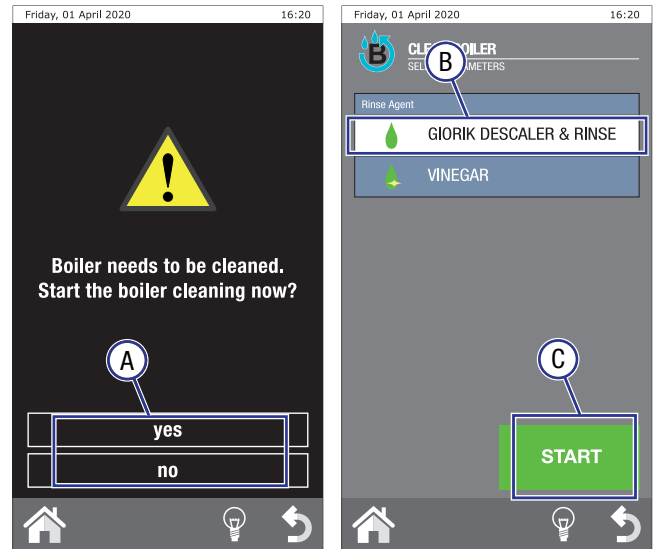 Friday, 01 April 2020 16:20
Boiler needs to be cleaned.
Start the boiler cleaning now?
A
yes
no
Friday, 01 April 2020 16:20
B
B
Rinse Agent
GIORIK DESCALER & RINSE
VINEGAR
C
START